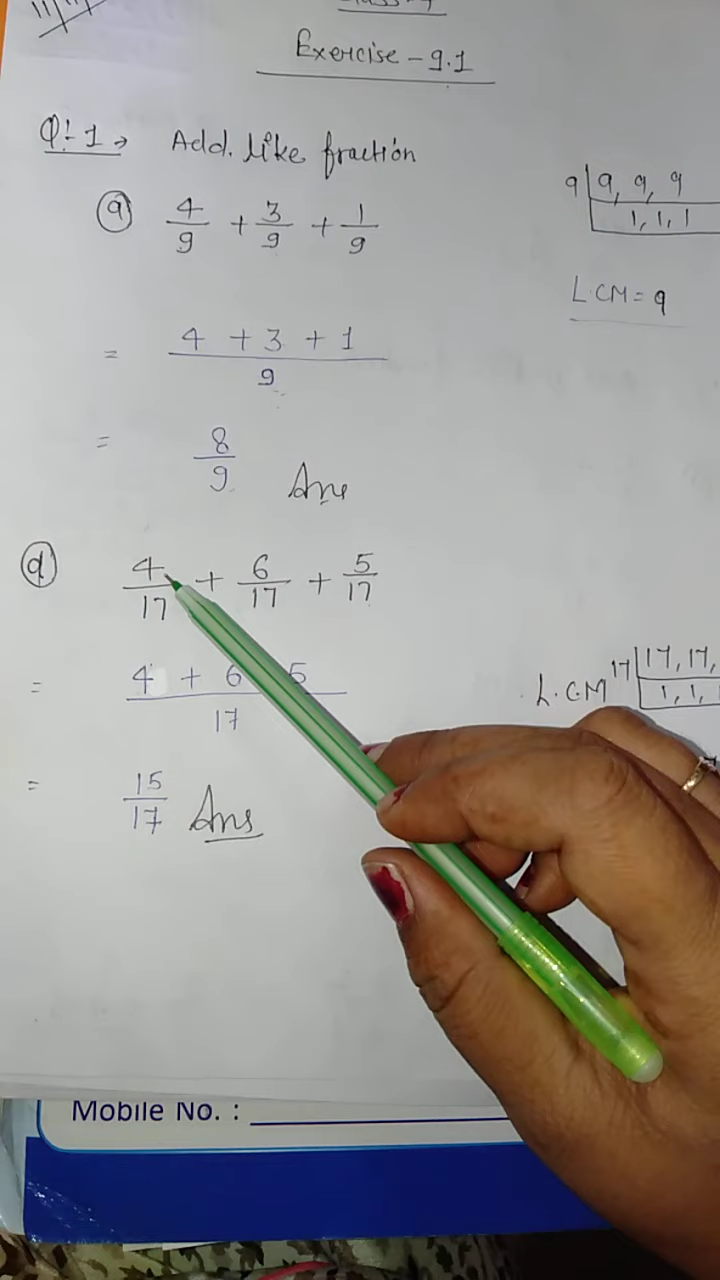 Exercise - 9.1
Q:- 1 → Add. like fraction
(a) 4/9 + 3/9 + 1/9
9 | 9, 9, 9
1, 1, 1
L.CM = 9
= 4 + 3 + 1 / 9
= 8/9 Ans
(d) 4/17 + 6/17 + 5/17
= 4 + 6 5 / 17
L.C.M 17 | 17, 17,
1, 1,
= 15/17 Ans
Mobile No. :